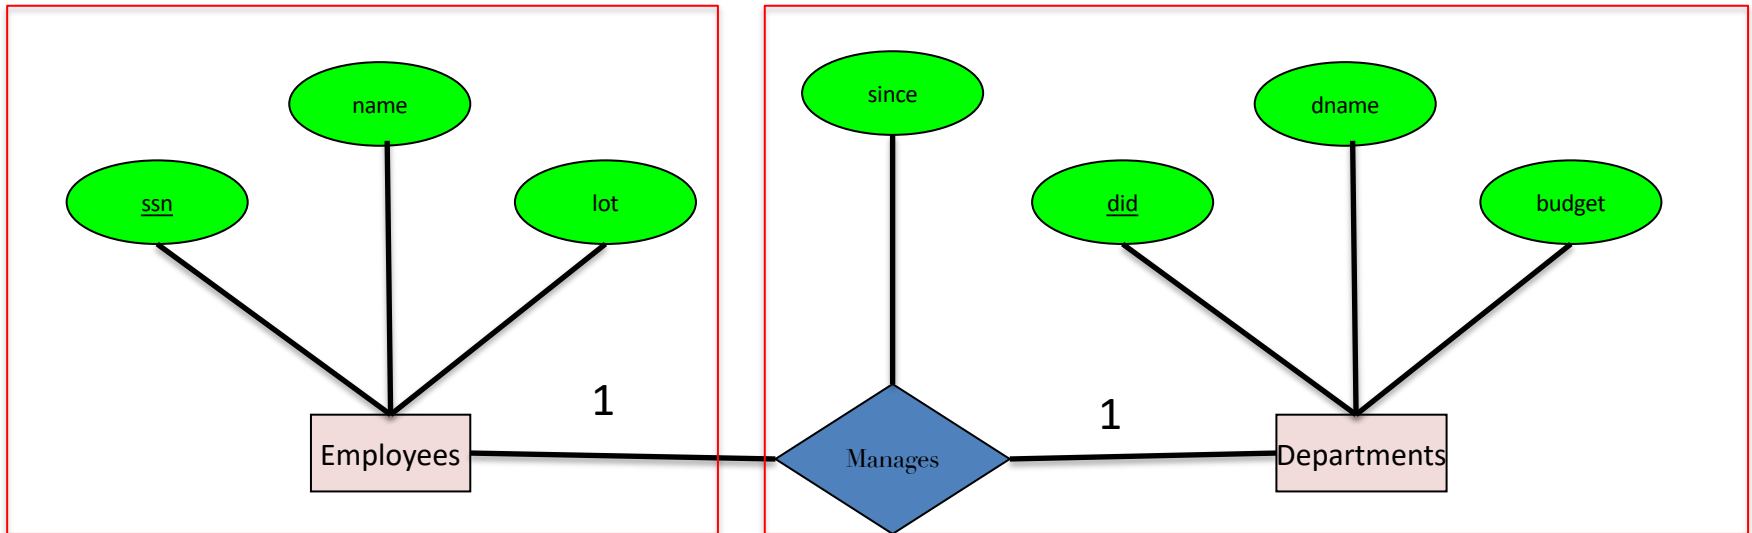 name
since
dname
ssn
lot
did
budget
1
1
Employees
Manages
Departments